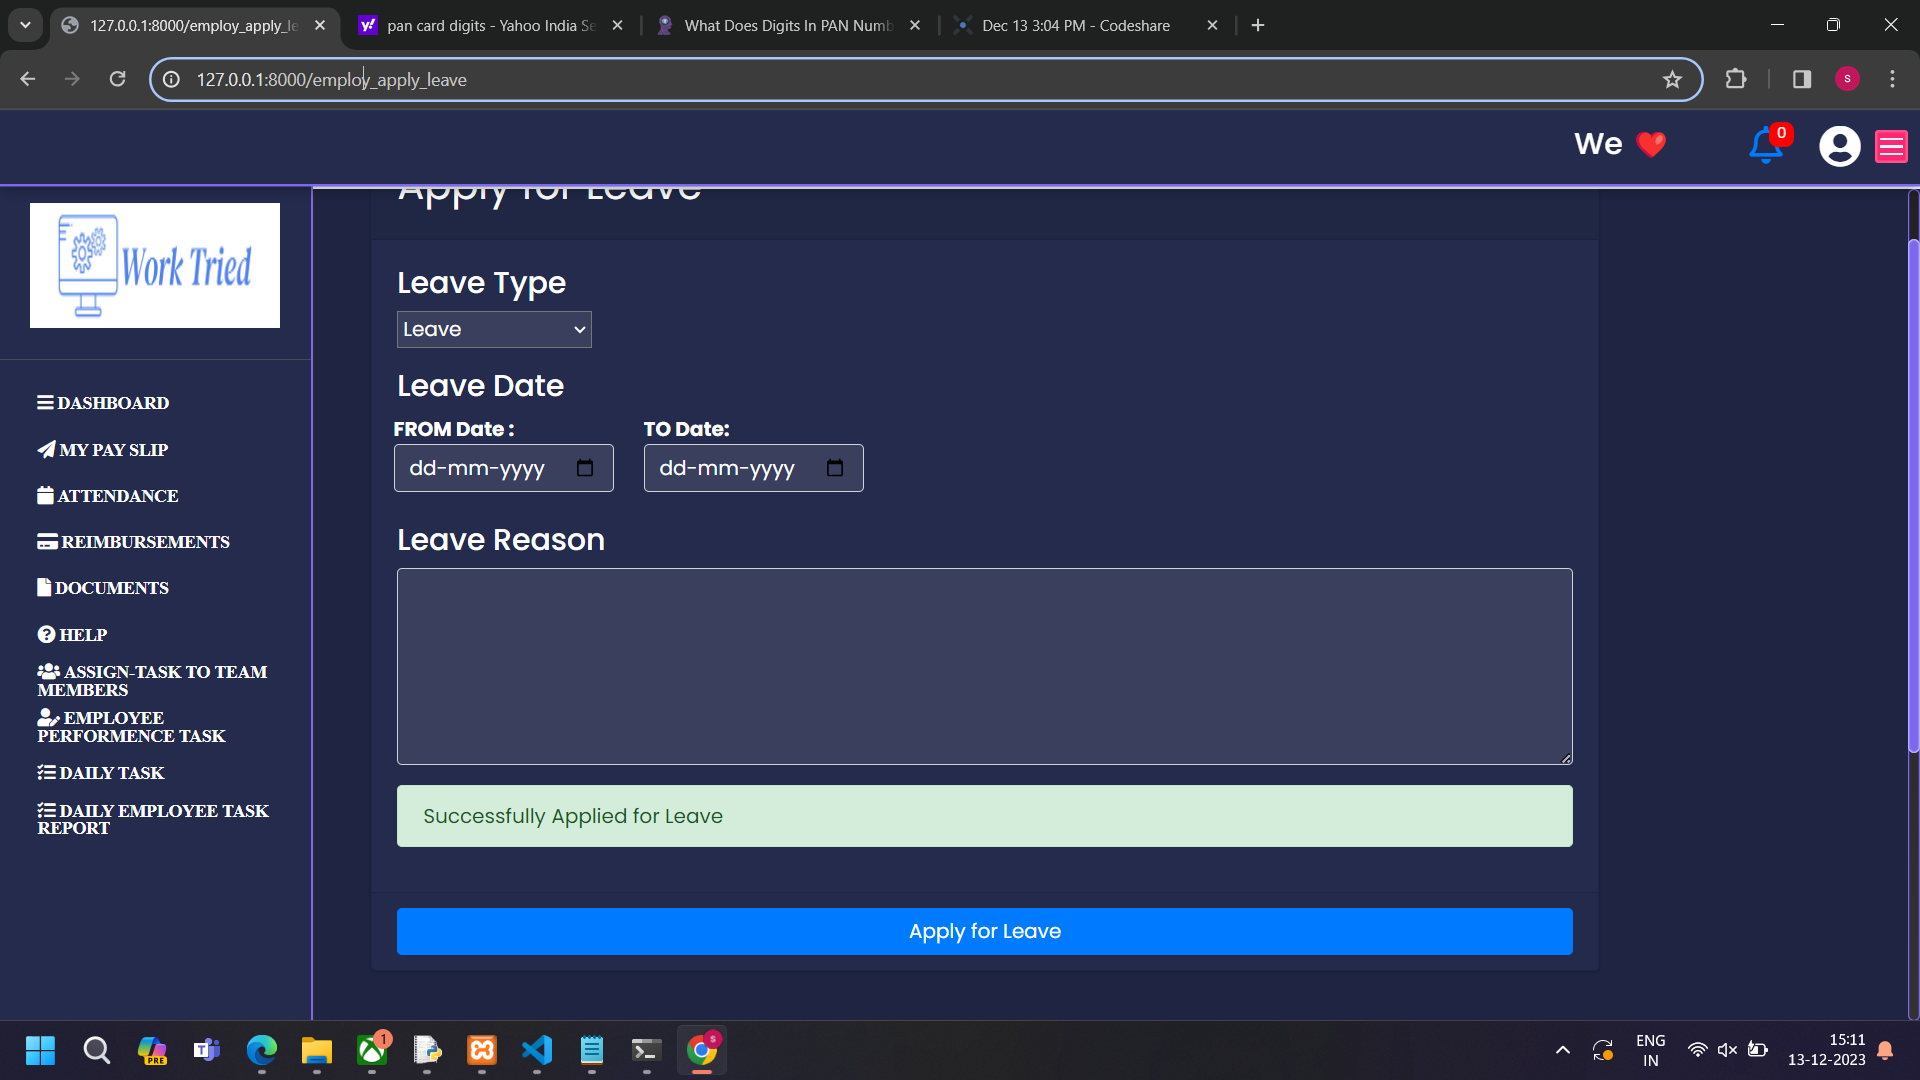 127.0.0.1:8000/employ_apply_le
pan card digits - Yahoo India Se
What Does Digits In PAN Numb
Dec 13 3:04 PM - Codeshare
127.0.0.1:8000/employ_apply_leave
S
We ❤️
0
Work Tried
DASHBOARD
MY PAY SLIP
ATTENDANCE
REIMBURSEMENTS
DOCUMENTS
HELP
ASSIGN-TASK TO TEAM
MEMBERS
EMPLOYEE
PERFORMENCE TASK
DAILY TASK
DAILY EMPLOYEE TASK
REPORT
Apply for Leave
Leave Type
Leave
Leave Date
FROM Date :
TO Date:
dd-mm-yyyy
dd-mm-yyyy
Leave Reason
Successfully Applied for Leave
Apply for Leave
PRE
1
S
ENG
IN
15:11
13-12-2023